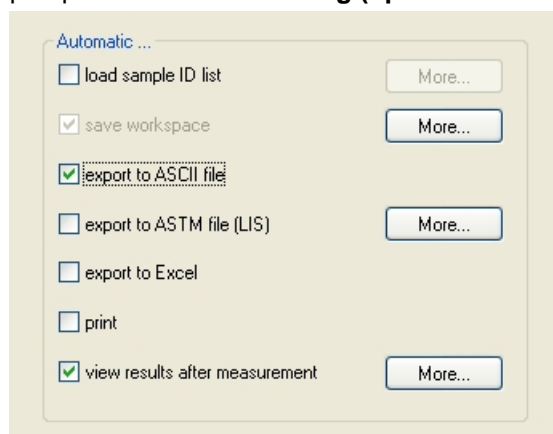 Automatic ...
load sample ID list More...
save workspace More...
export to ASCII file
export to ASTM file (LIS) More...
export to Excel
print
view results after measurement More...